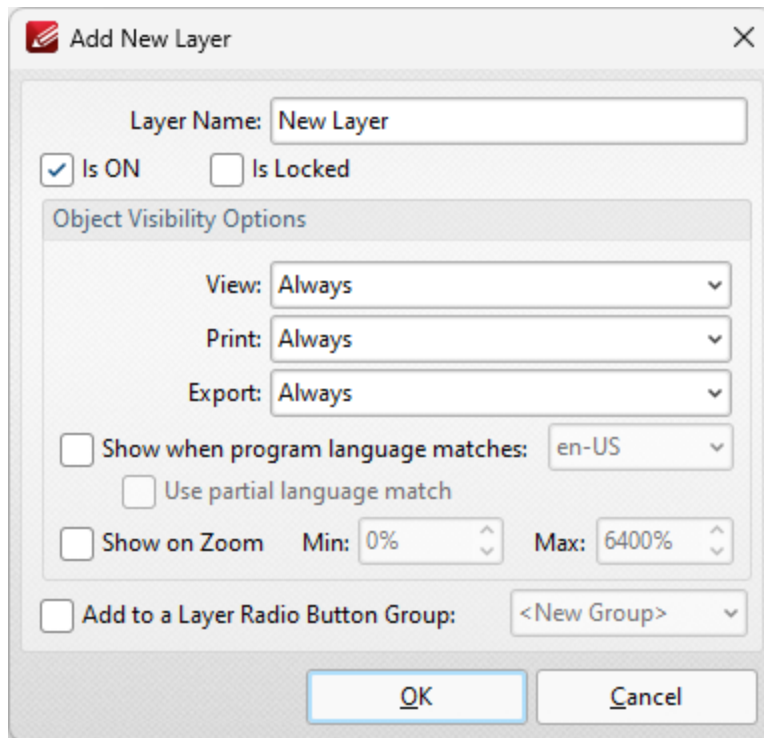 Add New Layer
Layer Name: New Layer
Is ON Is Locked
Object Visibility Options
View: Always
Print: Always
Export: Always
Show when program language matches: en-US
Use partial language match
Show on Zoom Min: 0% Max: 6400%
Add to a Layer Radio Button Group: <New Group>
OK Cancel